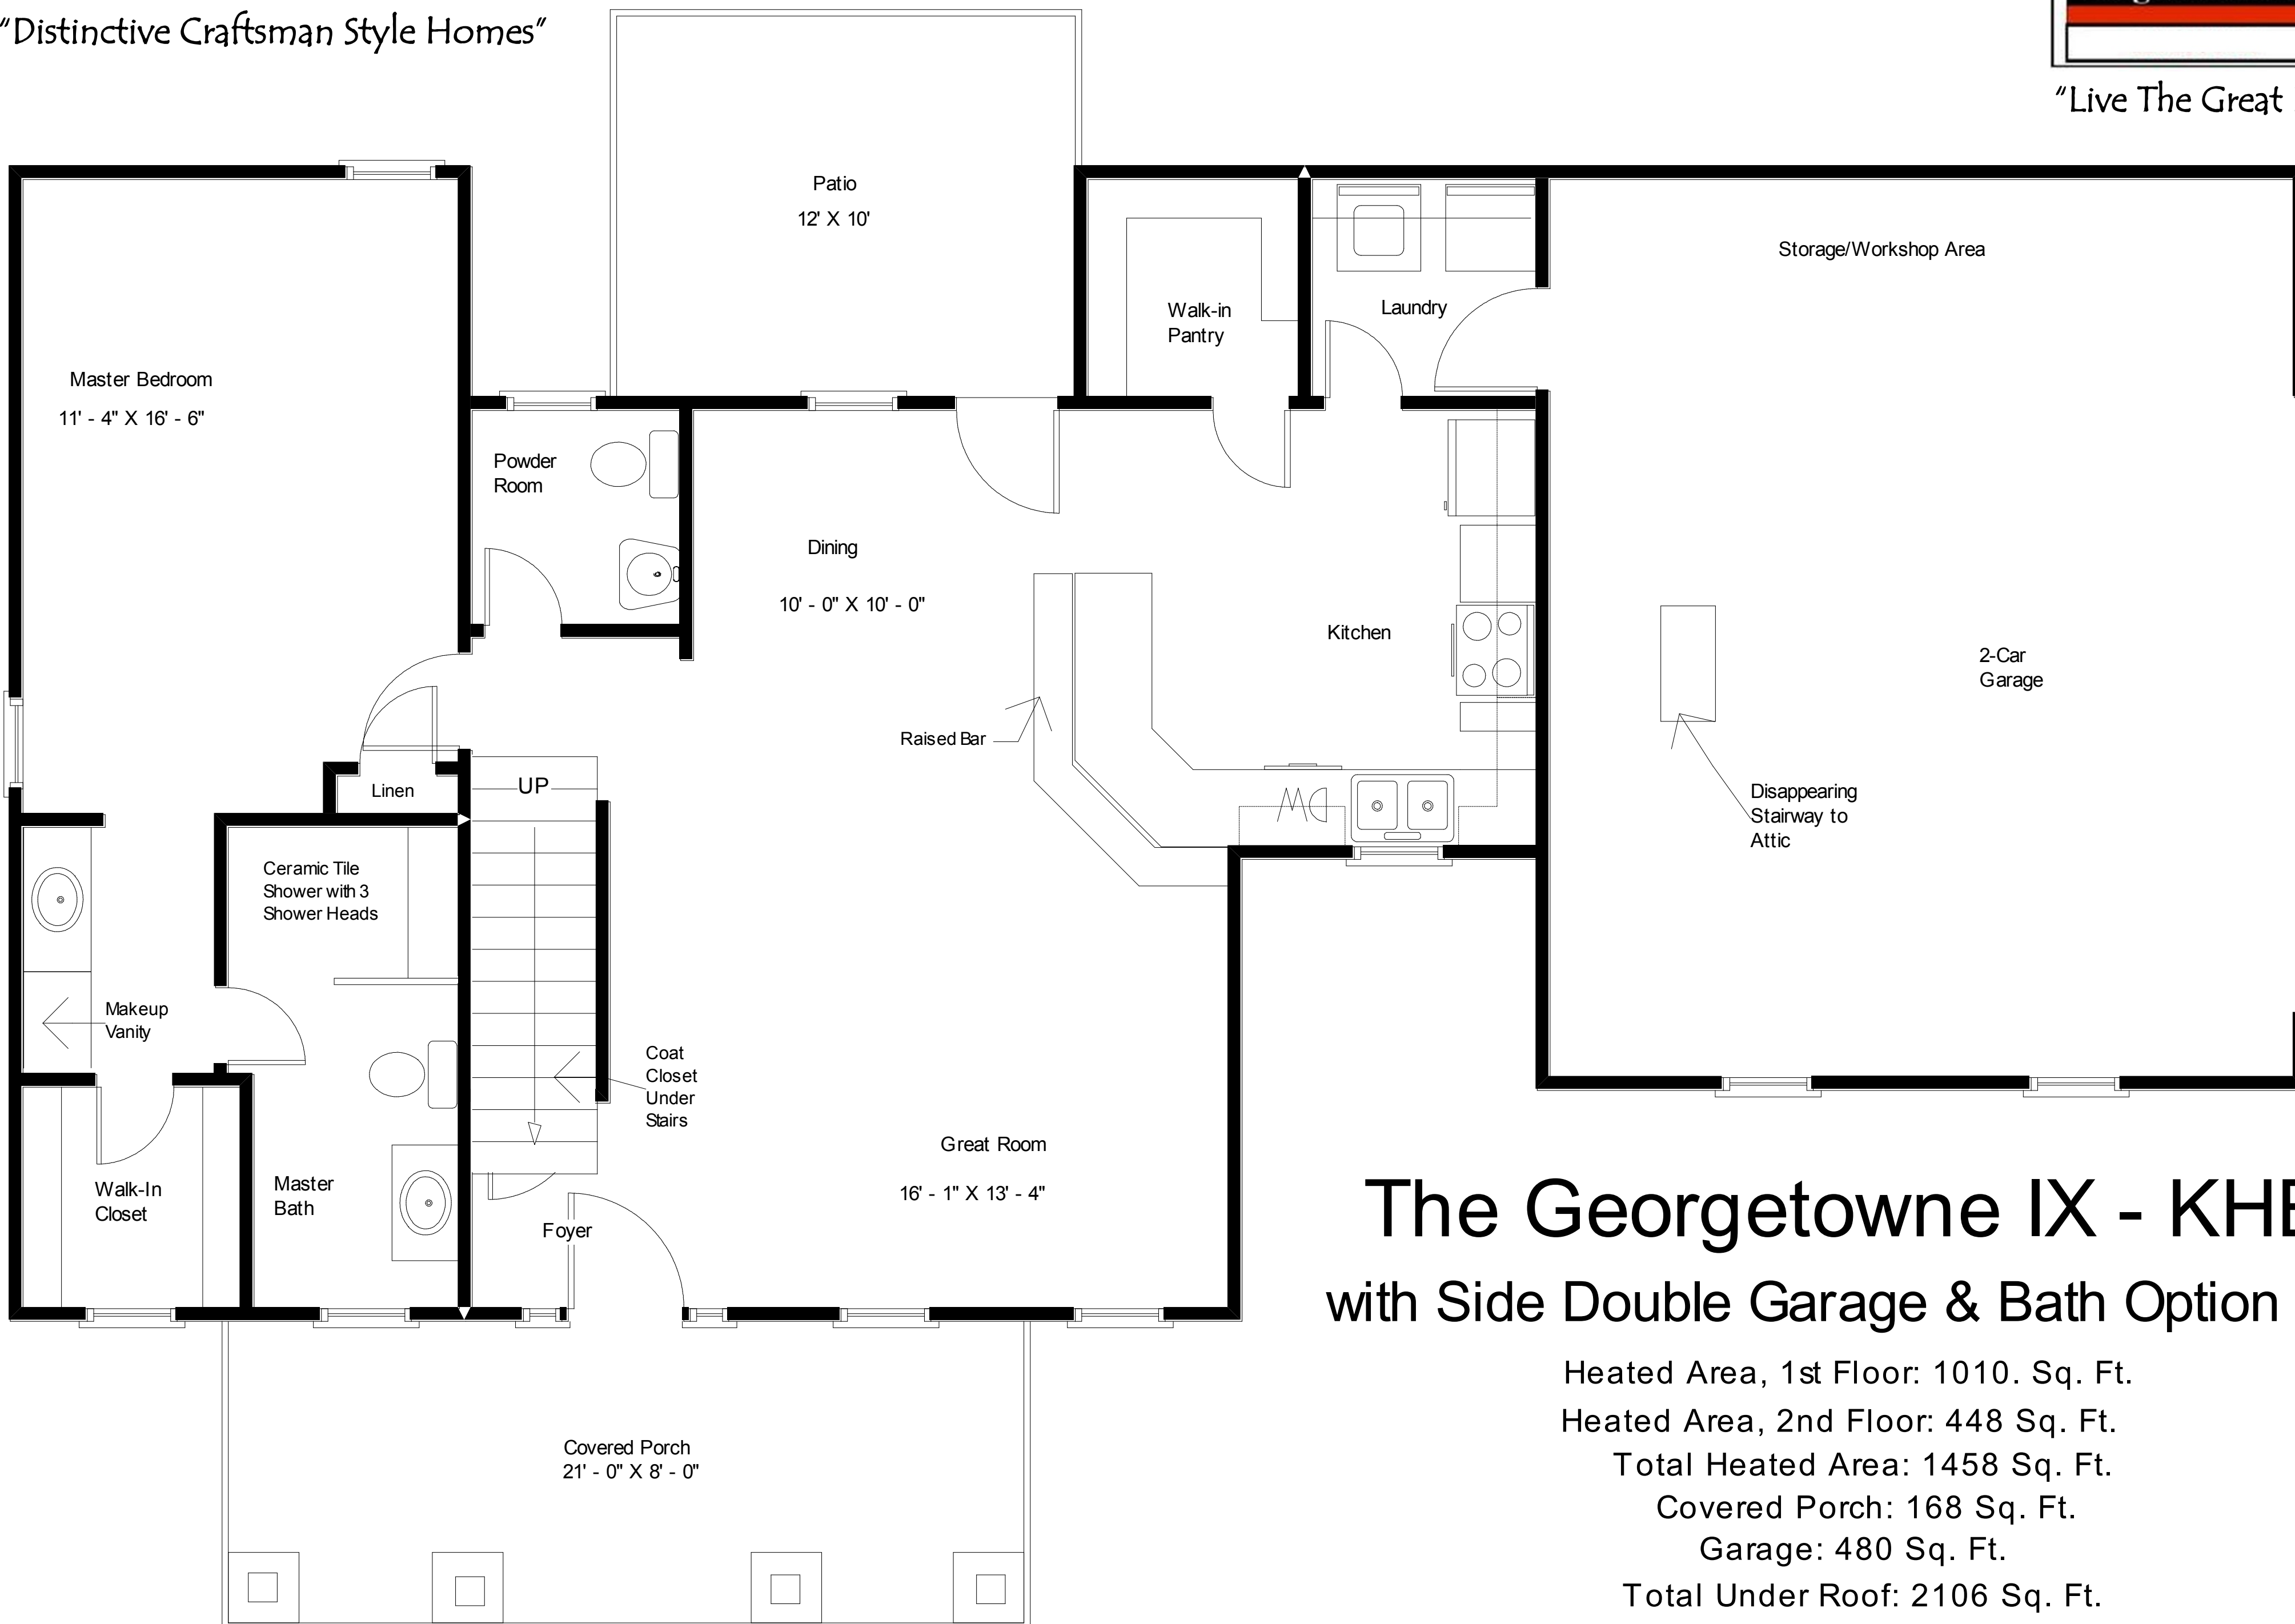 "Distinctive Craftsman Style Homes"
"Live The Great
Patio
12' X 10'
Storage/Workshop Area
Walk-in
Pantry
Laundry
Master Bedroom
11' - 4" X 16' - 6"
Powder
Room
Dining
10' - 0" X 10' - 0"
Kitchen
2-Car
Garage
Raised Bar
Linen
UP
DW
Disappearing
Stairway to
Attic
Ceramic Tile
Shower with 3
Shower Heads
Makeup
Vanity
Coat
Closet
Under
Stairs
Great Room
16' - 1" X 13' - 4"
Walk-In
Closet
Master
Bath
Foyer
Covered Porch
21' - 0" X 8' - 0"
The Georgetowne IX - KHE
with Side Double Garage & Bath Option
Heated Area, 1st Floor: 1010. Sq. Ft.
Heated Area, 2nd Floor: 448 Sq. Ft.
Total Heated Area: 1458 Sq. Ft.
Covered Porch: 168 Sq. Ft.
Garage: 480 Sq. Ft.
Total Under Roof: 2106 Sq. Ft.